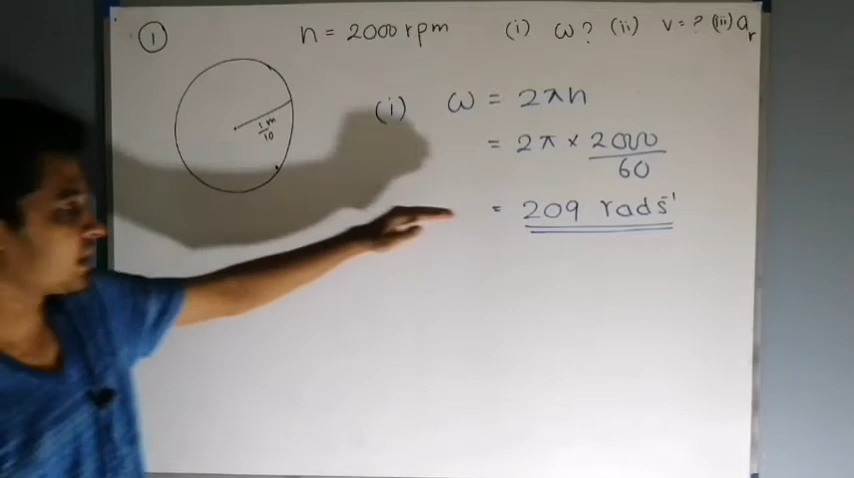 1 n = 2000 rpm (i) ω? (ii) v = ? (iii) a_r
1/10 m
(i) ω = 2πn
= 2π × 2000/60
= 209 rads⁻¹